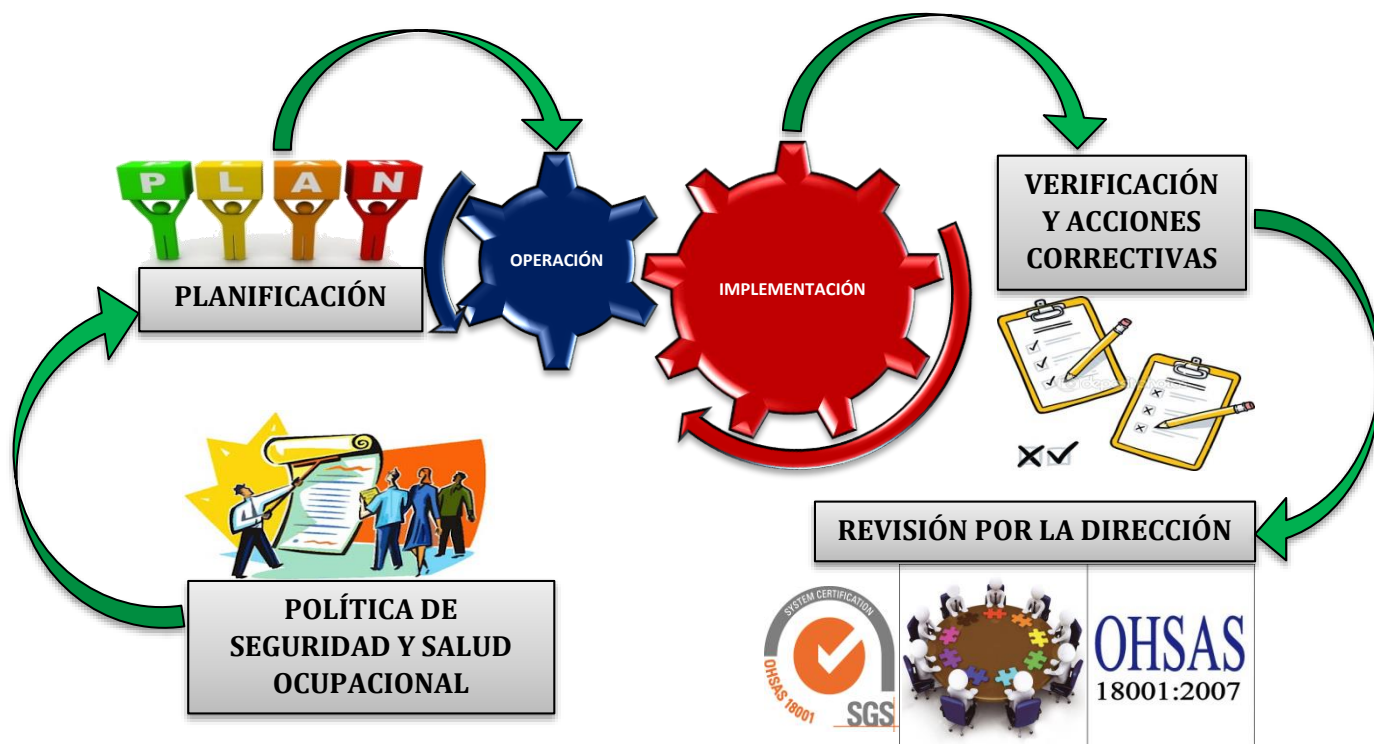 PLAN
PLANIFICACIÓN
OPERACIÓN
IMPLEMENTACIÓN
VERIFICACIÓN
Y ACCIONES
CORRECTIVAS
POLÍTICA DE
SEGURIDAD Y SALUD
OCUPACIONAL
REVISIÓN POR LA DIRECCIÓN
SYSTEM CERTIFICATION
OHSAS 18001
SGS
OHSAS
18001:2007